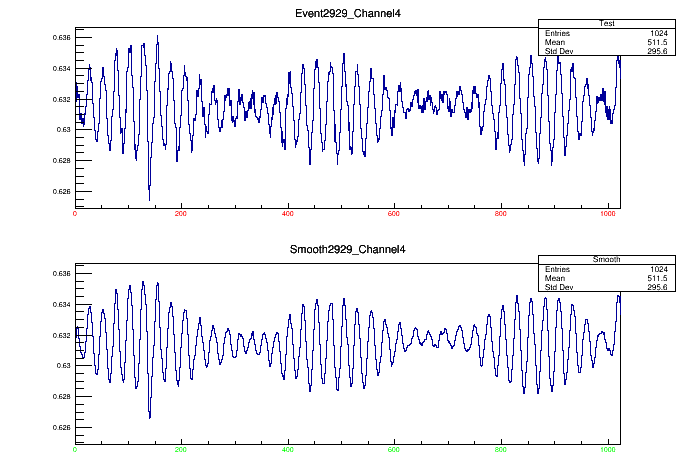 Event2929_Channel4
Test
Entries 1024
Mean 511.5
Std Dev 295.6
0.636
0.634
0.632
0.63
0.628
0.626
0 200 400 600 800 1000
Smooth2929_Channel4
Smooth
Entries 1024
Mean 511.5
Std Dev 295.6
0.636
0.634
0.632
0.63
0.628
0.626
0 200 400 600 800 1000